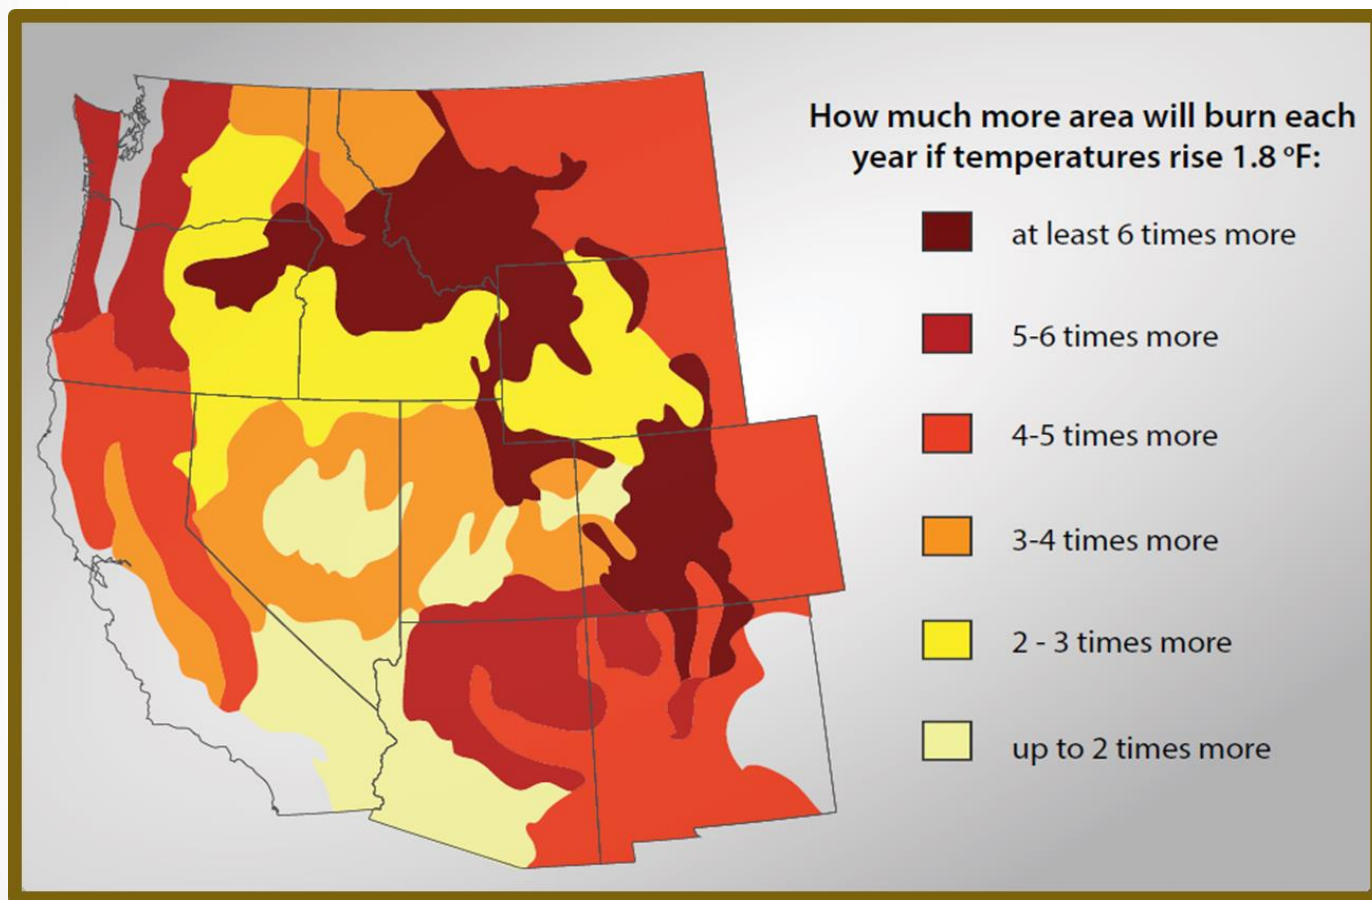 How much more area will burn each
year if temperatures rise 1.8 ºF:
at least 6 times more
5-6 times more
4-5 times more
3-4 times more
2 - 3 times more
up to 2 times more